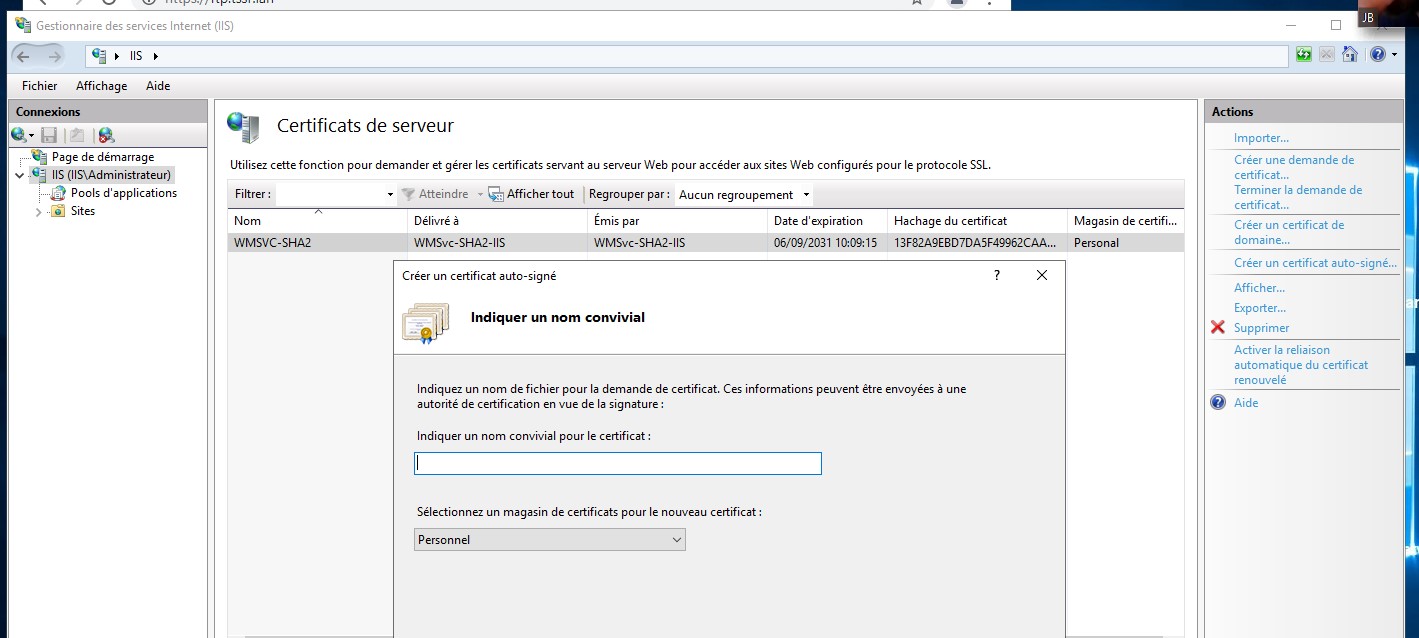 https://ftp.tssr.lan
JB
Gestionnaire des services Internet (IIS)
IIS
Fichier Affichage Aide
Connexions
Page de démarrage
IIS (IIS\Administrateur)
Pools d'applications
Sites
Certificats de serveur
Utilisez cette fonction pour demander et gérer les certificats servant au serveur Web pour accéder aux sites Web configurés pour le protocole SSL.
Filtrer : Atteindre Afficher tout Regrouper par : Aucun regroupement
Nom Délivré à Émis par Date d'expiration Hachage du certificat Magasin de certifi...
WMSVC-SHA2 WMSvc-SHA2-IIS WMSvc-SHA2-IIS 06/09/2031 10:09:15 13F82A9EBD7DA5F49962CAA... Personal
Créer un certificat auto-signé ?
Indiquer un nom convivial
Indiquez un nom de fichier pour la demande de certificat. Ces informations peuvent être envoyées à une
autorité de certification en vue de la signature :
Indiquer un nom convivial pour le certificat :
Sélectionnez un magasin de certificats pour le nouveau certificat :
Personnel
Actions
Importer...
Créer une demande de
certificat...
Terminer la demande de
certificat...
Créer un certificat de
domaine...
Créer un certificat auto-signé...
Afficher...
Exporter...
Supprimer
Activer la reliaison
automatique du certificat
renouvelé
Aide